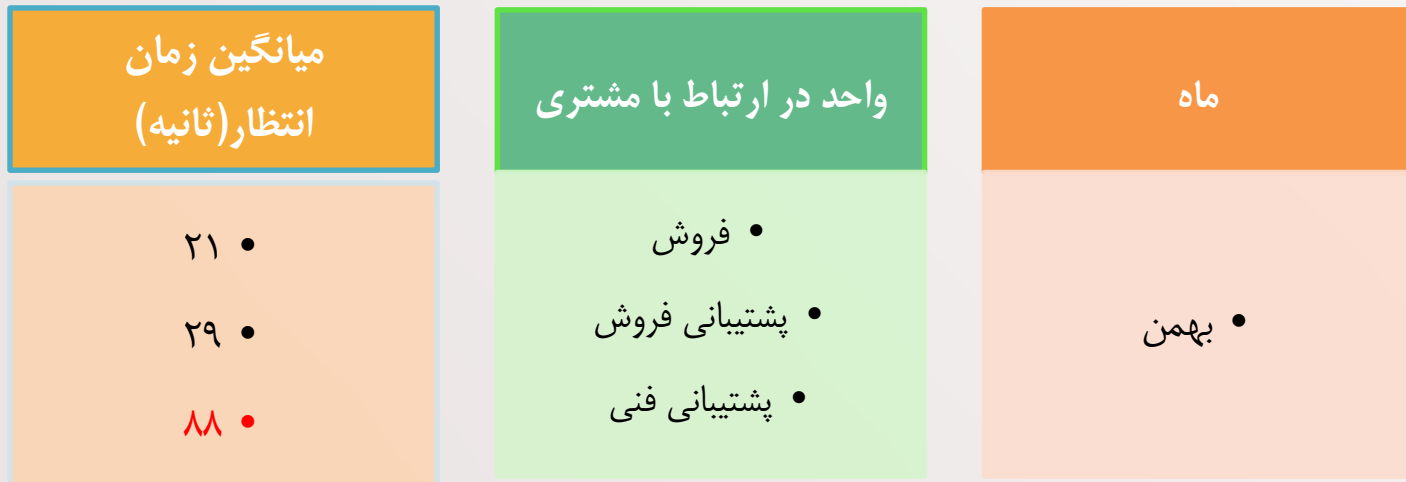 ماه
• بهمن
واحد در ارتباط با مشتری
• فروش
• پشتیبانی فروش
• پشتیبانی فنی
میانگین زمان
انتظار(ثانیه)
• ۲۱
• ۲۹
• ۸۸